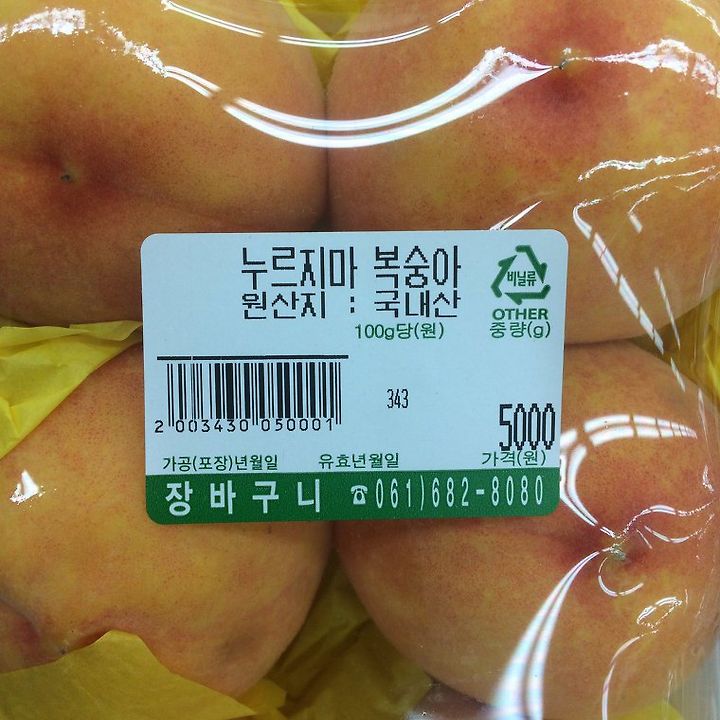 누르지마 복숭아
원산지 : 국내산
비닐류
OTHER
100g당(원) 중량(g)
343
5000
2 003430 050001
가공(포장)년월일 유효년월일 가격(원)
장바구니 ☎061)682-8080